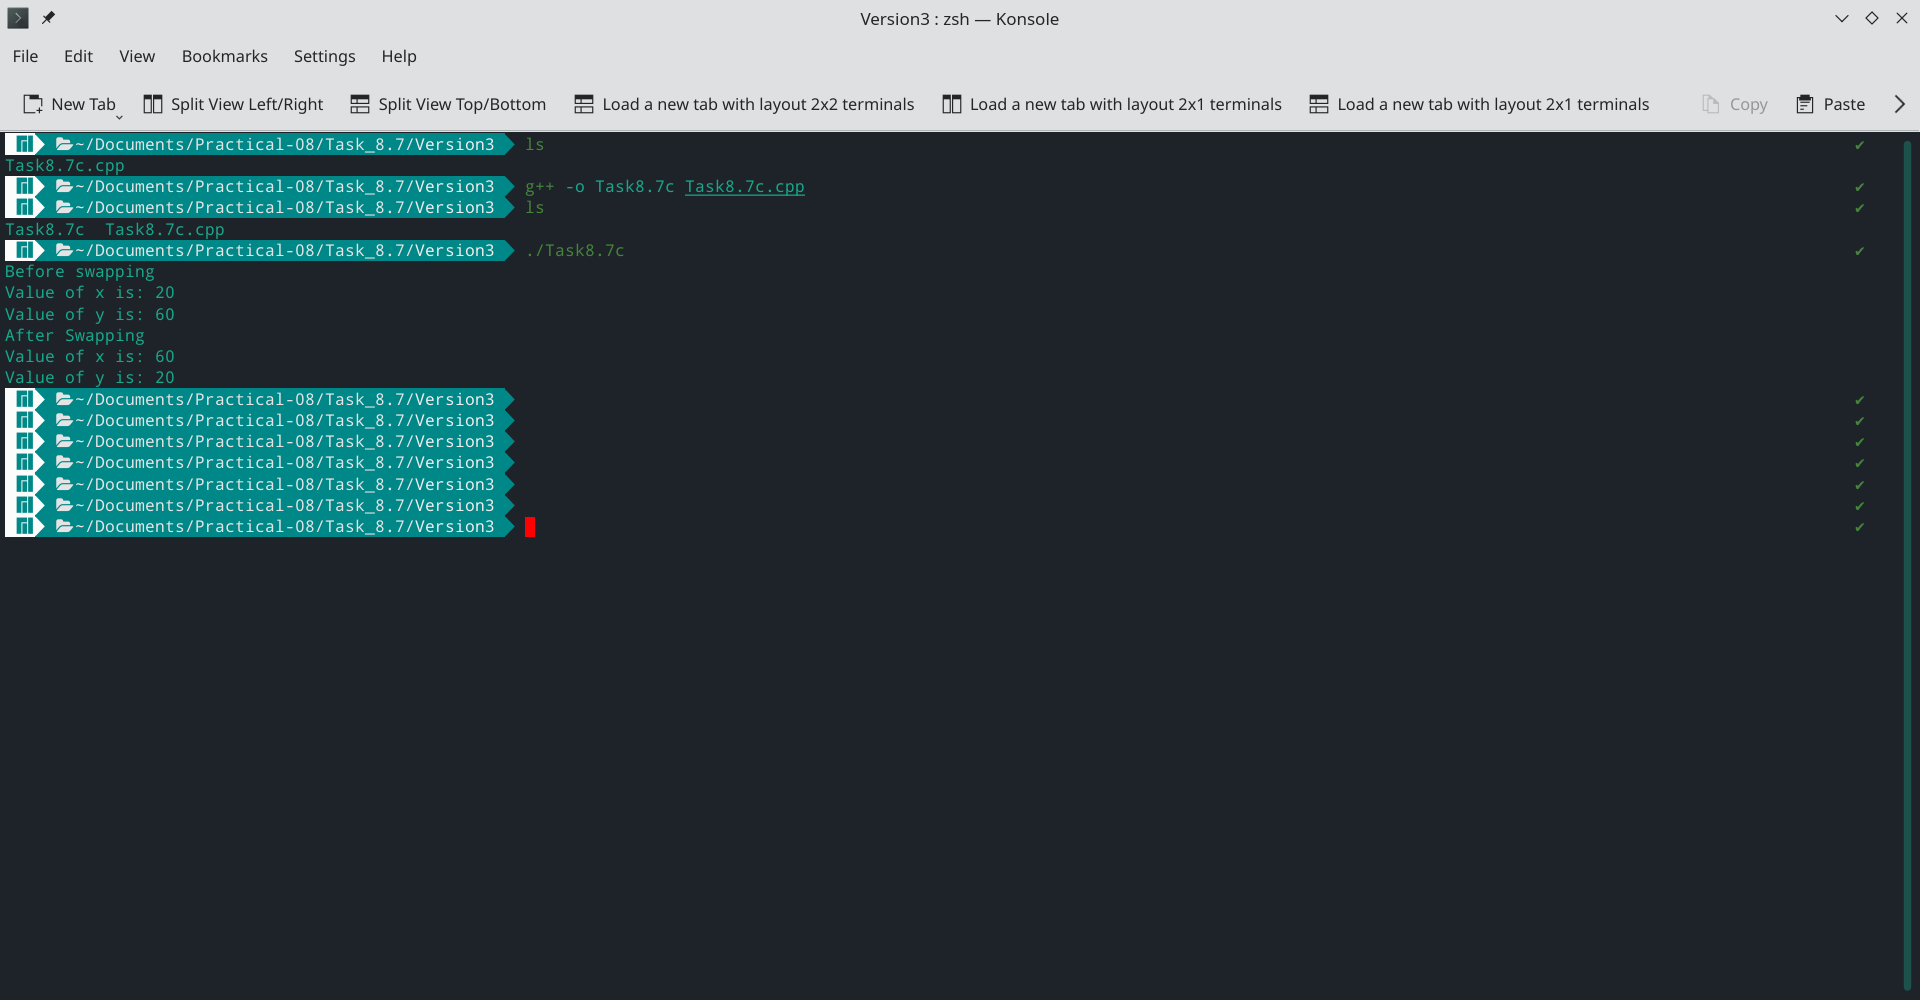 Version3 : zsh — Konsole
File Edit View Bookmarks Settings Help
New Tab Split View Left/Right Split View Top/Bottom Load a new tab with layout 2x2 terminals Load a new tab with layout 2x1 terminals Load a new tab with layout 2x1 terminals Copy Paste
~/Documents/Practical-08/Task_8.7/Version3 ls ✔
Task8.7c.cpp
~/Documents/Practical-08/Task_8.7/Version3 g++ -o Task8.7c Task8.7c.cpp ✔
~/Documents/Practical-08/Task_8.7/Version3 ls ✔
Task8.7c  Task8.7c.cpp
~/Documents/Practical-08/Task_8.7/Version3 ./Task8.7c ✔
Before swapping
Value of x is: 20
Value of y is: 60
After Swapping
Value of x is: 60
Value of y is: 20
~/Documents/Practical-08/Task_8.7/Version3 ✔
~/Documents/Practical-08/Task_8.7/Version3 ✔
~/Documents/Practical-08/Task_8.7/Version3 ✔
~/Documents/Practical-08/Task_8.7/Version3 ✔
~/Documents/Practical-08/Task_8.7/Version3 ✔
~/Documents/Practical-08/Task_8.7/Version3 ✔
~/Documents/Practical-08/Task_8.7/Version3 ✔